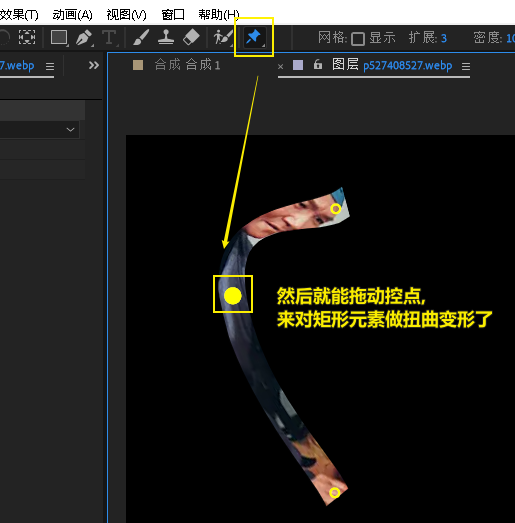 效果(T) 动画(A) 视图(V) 窗口 帮助(H)
网格: 显示 扩展: 3 密度: 10
7.webp 合成 合成 1 图层 p527408527.webp
然后就能拖动控点,
来对矩形元素做扭曲变形了